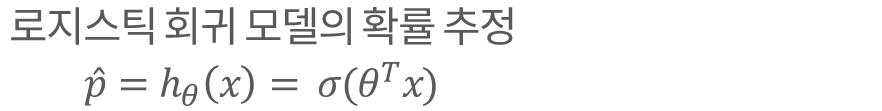 로지스틱 회귀 모델의 확률 추정
p̂ = h_θ(x) = σ(θ^T x)